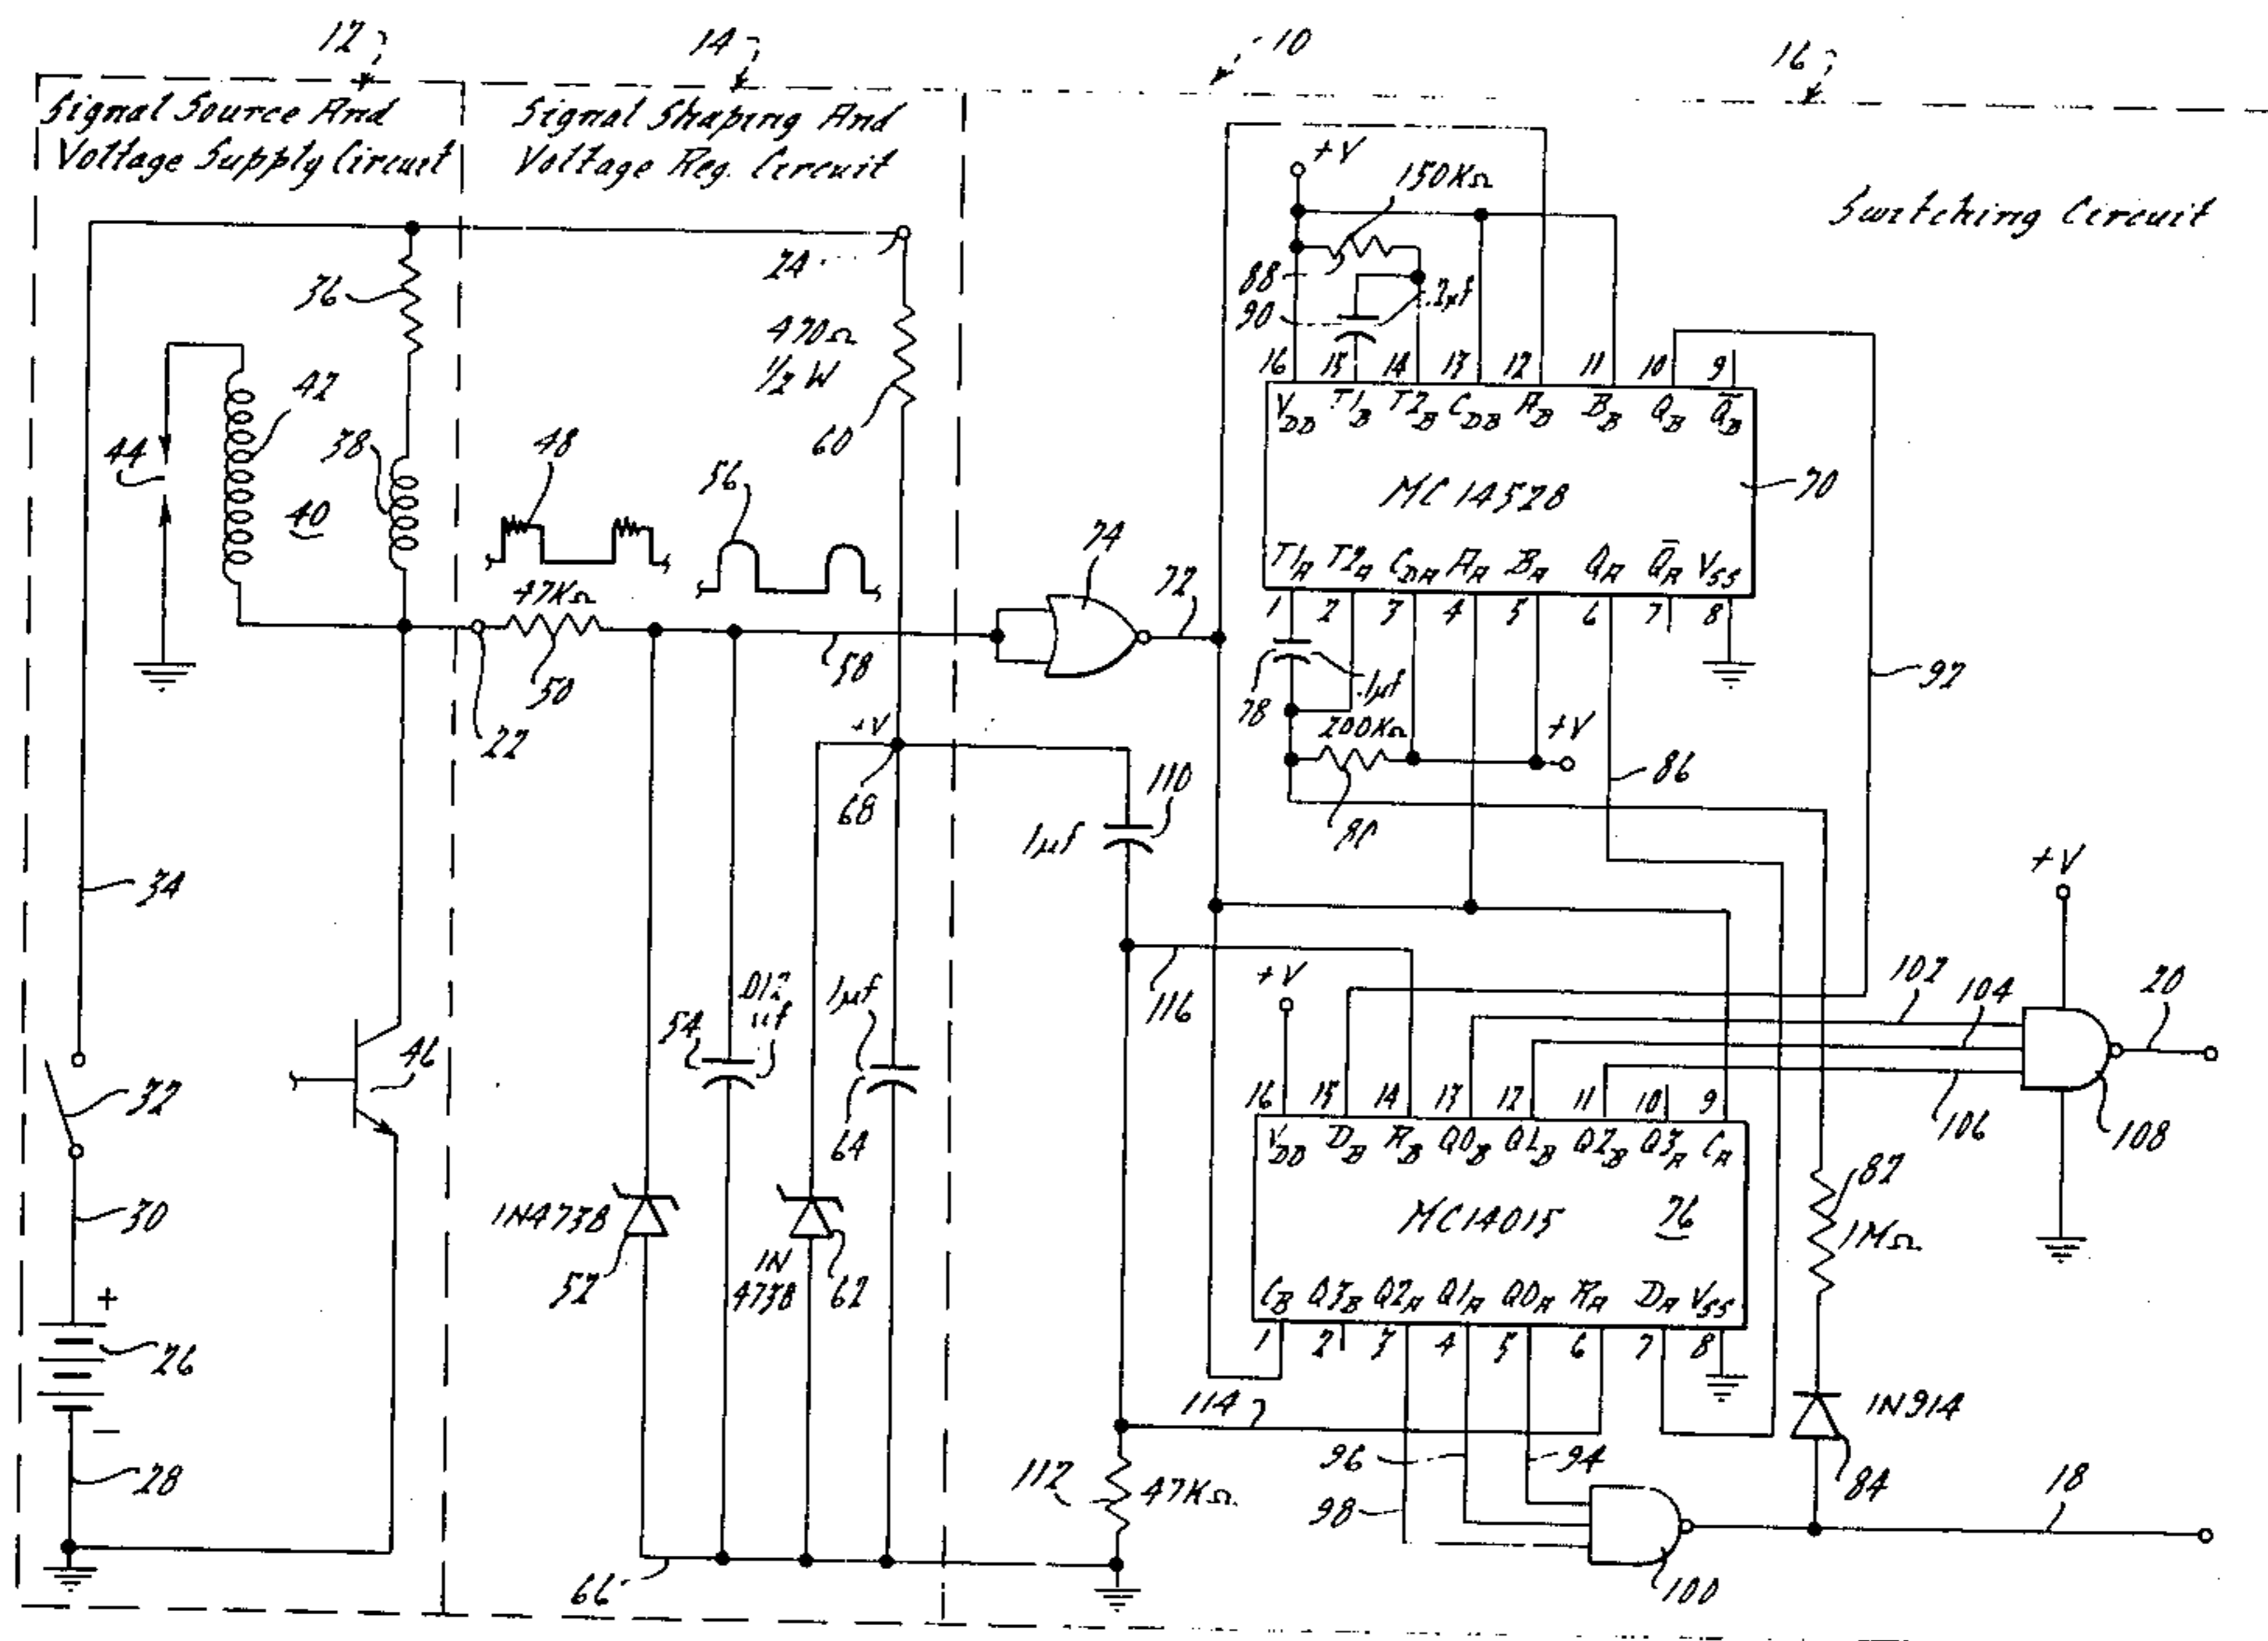 12
14
10
16
Signal Source And
Voltage Supply Circuit
Signal Shaping And
Voltage Reg. Circuit
Switching Circuit
+V
150KΩ
24
36
88
90
.2μf
470Ω
1/2 W
60
42
44
38
40
48
56
16 15 14 13 12 11 10 9
VDD T1B T2B CDB AB BB QB Q̅B
MC14528
70
T1A T2A CDA AA BA QA Q̅A VSS
1 2 3 4 5 6 7 8
74
72
47KΩ
50
22
58
78
.1μf
200KΩ
+V
80
86
92
+V
68
110
1μf
34
116
+V
+V
102
104
20
106
108
54
.012
μf
1μf
64
46
32
30
16 15 14 13 12 11 10 9
VDD DB RB Q0B Q1B Q2B Q3A CA
MC14015
76
CB Q3B Q2A Q1A Q0A RA DA VSS
1 2 3 4 5 6 7 8
82
1MΩ
1N4738
52
1N
4738
62
+
26
−
28
114
1N914
84
96
94
98
112
47KΩ
18
100
66